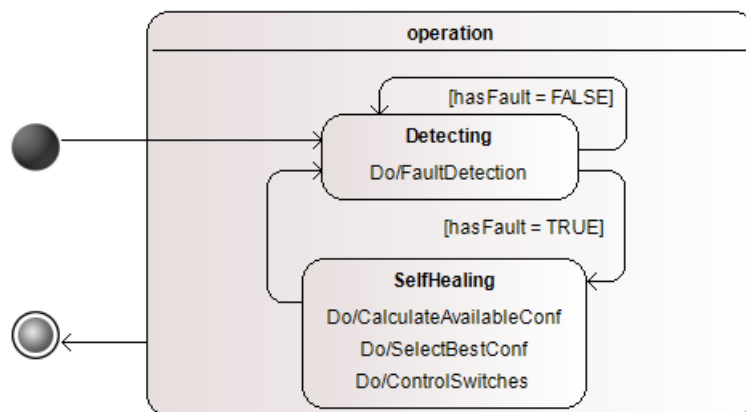 operation
[hasFault = FALSE]
Detecting
Do/FaultDetection
[hasFault = TRUE]
SelfHealing
Do/CalculateAvailableConf
Do/SelectBestConf
Do/ControlSwitches